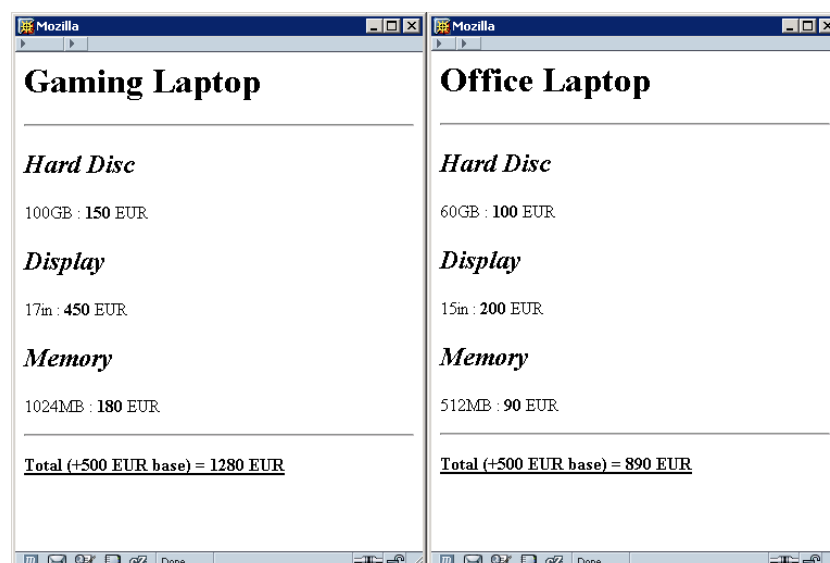 Mozilla
Gaming Laptop
Hard Disc
100GB : 150 EUR
Display
17in : 450 EUR
Memory
1024MB : 180 EUR
Total (+500 EUR base) = 1280 EUR
Done
Mozilla
Office Laptop
Hard Disc
60GB : 100 EUR
Display
15in : 200 EUR
Memory
512MB : 90 EUR
Total (+500 EUR base) = 890 EUR
Done